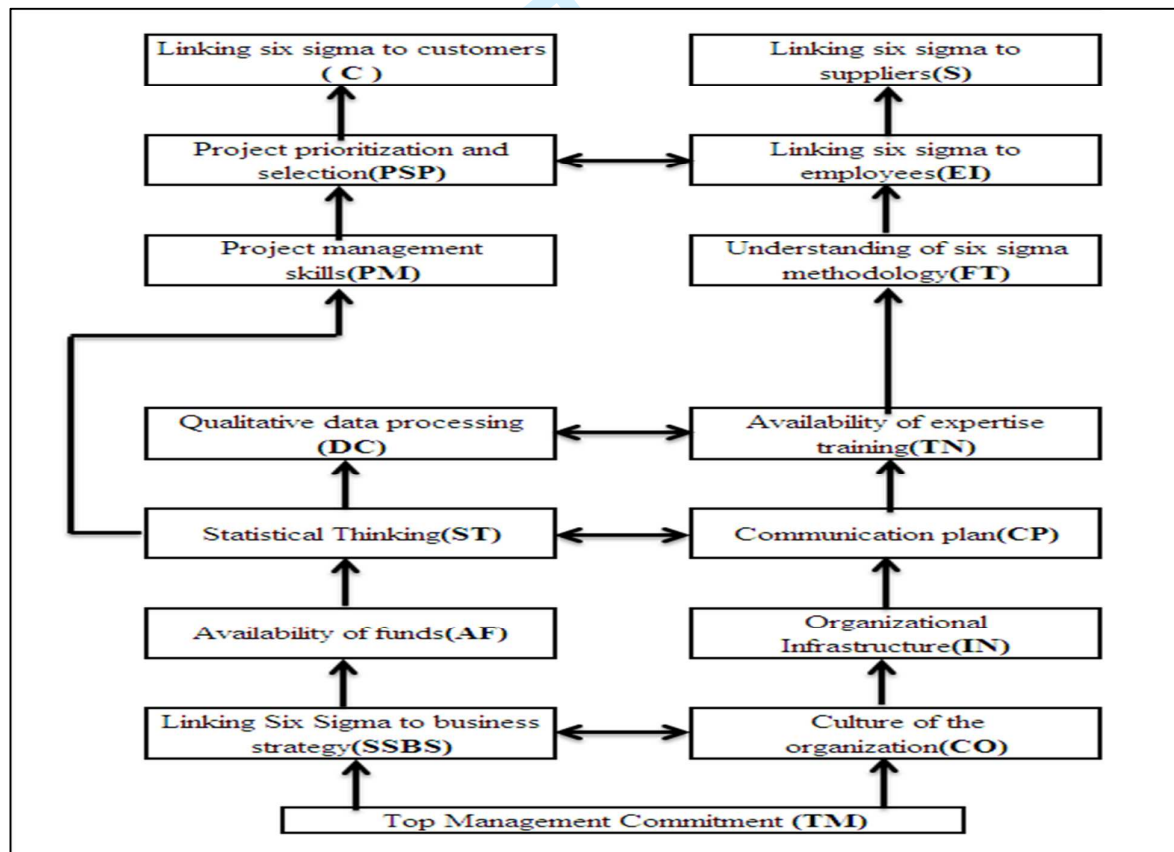 Linking six sigma to customers
( C )
Linking six sigma to
suppliers(S)
Project prioritization and
selection(PSP)
Linking six sigma to
employees(EI)
Project management
skills(PM)
Understanding of six sigma
methodology(FT)
Qualitative data processing
(DC)
Availability of expertise
training(TN)
Statistical Thinking(ST)
Communication plan(CP)
Availability of funds(AF)
Organizational
Infrastructure(IN)
Linking Six Sigma to business
strategy(SSBS)
Culture of the
organization(CO)
Top Management Commitment (TM)